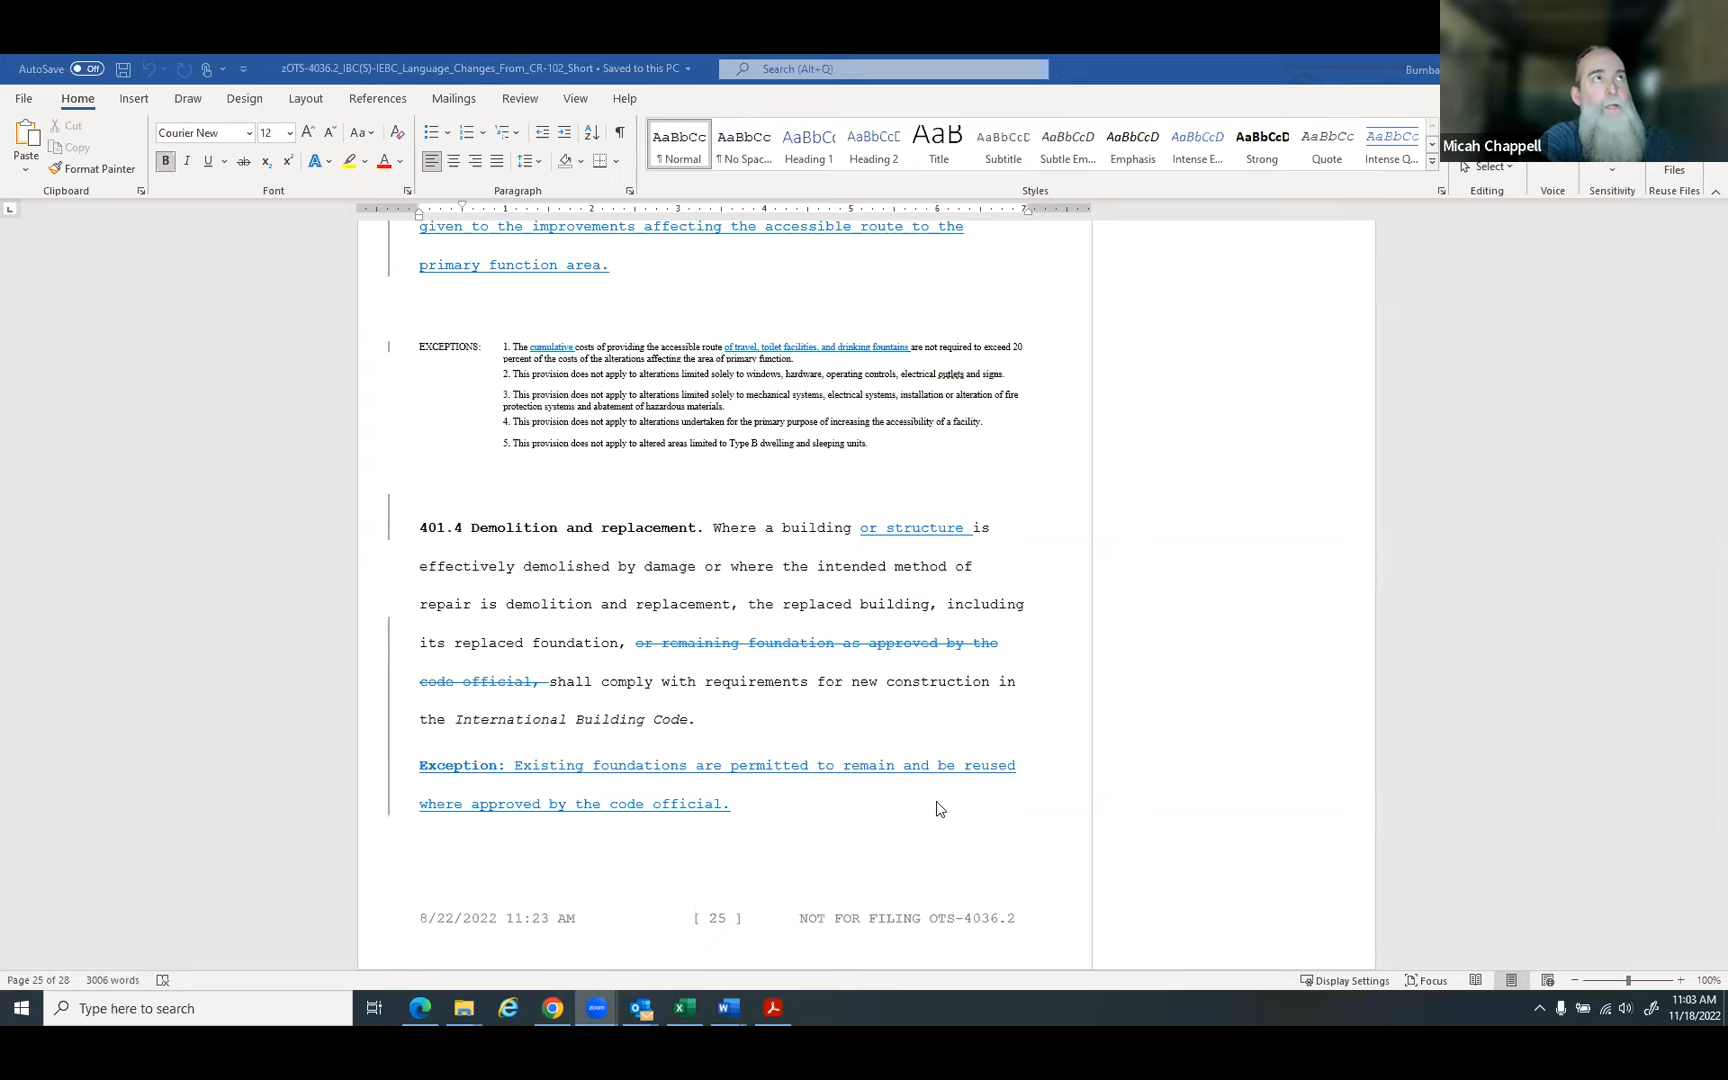 AutoSave Off
zOTS-4036.2_IBC(S)-IEBC_Language_Changes_From_CR-102_Short • Saved to this PC
Search (Alt+Q)
Bumba
File Home Insert Draw Design Layout References Mailings Review View Help
Micah Chappell
Paste
Cut
Copy
Format Painter
Clipboard
Courier New 12
Font
Paragraph
AaBbCc AaBbCc AaBbCc AaBbCcD AaB AaBbCcD AaBbCcD AaBbCcD AaBbCcD AaBbCcD AaBbCcD AaBbCcD
¶ Normal ¶ No Spac... Heading 1 Heading 2 Title Subtitle Subtle Em... Emphasis Intense E... Strong Quote Intense Q...
Styles
Select
Editing
Voice
Sensitivity
Files
Reuse Files
1 2 3 4 5 6 7
given to the improvements affecting the accessible route to the
primary function area.
EXCEPTIONS: 1. The cumulative costs of providing the accessible route of travel, toilet facilities, and drinking fountains are not required to exceed 20
percent of the costs of the alterations affecting the area of primary function.
2. This provision does not apply to alterations limited solely to windows, hardware, operating controls, electrical outlets and signs.
3. This provision does not apply to alterations limited solely to mechanical systems, electrical systems, installation or alteration of fire
protection systems and abatement of hazardous materials.
4. This provision does not apply to alterations undertaken for the primary purpose of increasing the accessibility of a facility.
5. This provision does not apply to altered areas limited to Type B dwelling and sleeping units.
401.4 Demolition and replacement. Where a building or structure is
effectively demolished by damage or where the intended method of
repair is demolition and replacement, the replaced building, including
its replaced foundation, or remaining foundation as approved by the
code official, shall comply with requirements for new construction in
the International Building Code.
Exception: Existing foundations are permitted to remain and be reused
where approved by the code official.
8/22/2022 11:23 AM [ 25 ] NOT FOR FILING OTS-4036.2
Page 25 of 28 3006 words
Display Settings Focus 100%
Type here to search
zoom
11:03 AM
11/18/2022